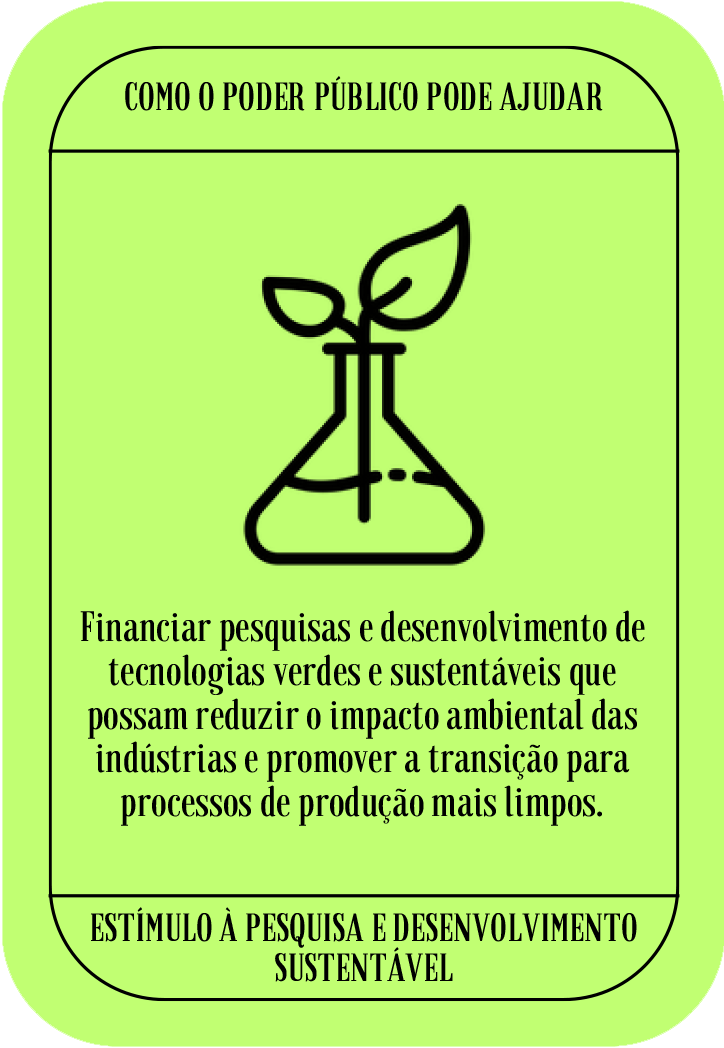 COMO O PODER PÚBLICO PODE AJUDAR
Financiar pesquisas e desenvolvimento de
tecnologias verdes e sustentáveis que
possam reduzir o impacto ambiental das
indústrias e promover a transição para
processos de produção mais limpos.
ESTÍMULO À PESQUISA E DESENVOLVIMENTO
SUSTENTÁVEL